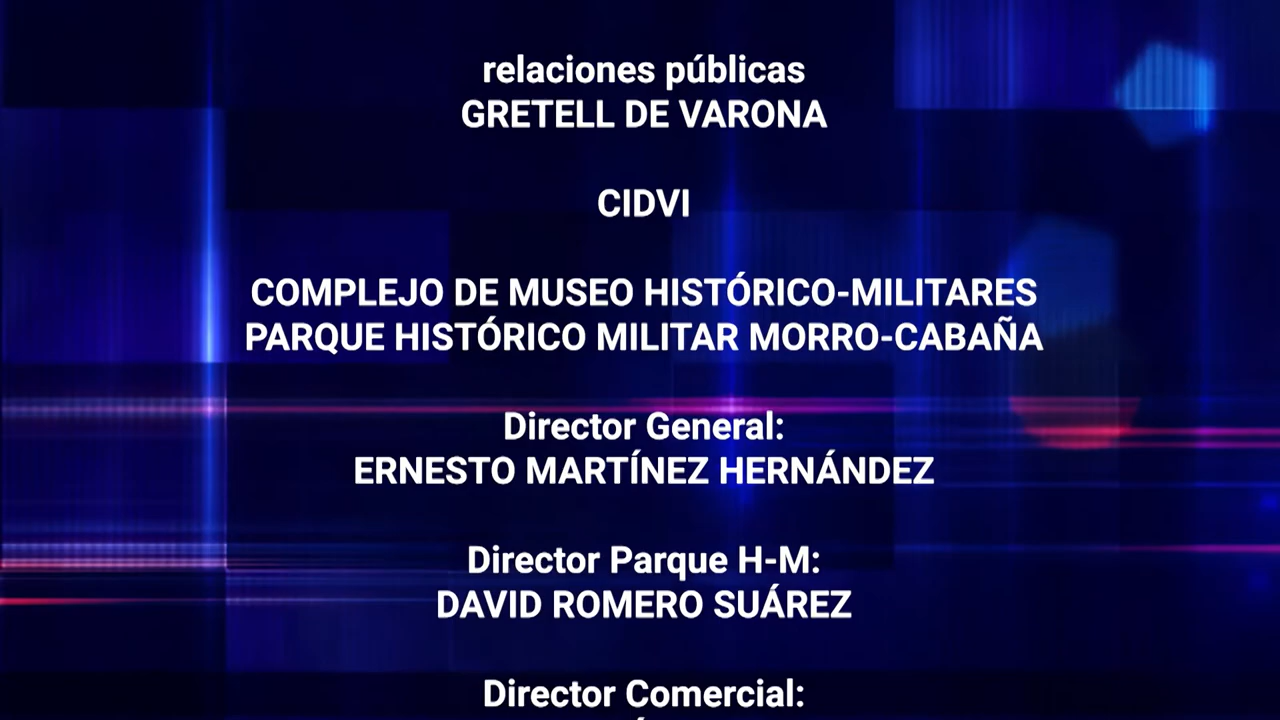 relaciones públicas
GRETELL DE VARONA
CIDVI
COMPLEJO DE MUSEO HISTÓRICO-MILITARES
PARQUE HISTÓRICO MILITAR MORRO-CABAÑA
Director General:
ERNESTO MARTÍNEZ HERNÁNDEZ
Director Parque H-M:
DAVID ROMERO SUÁREZ
Director Comercial: